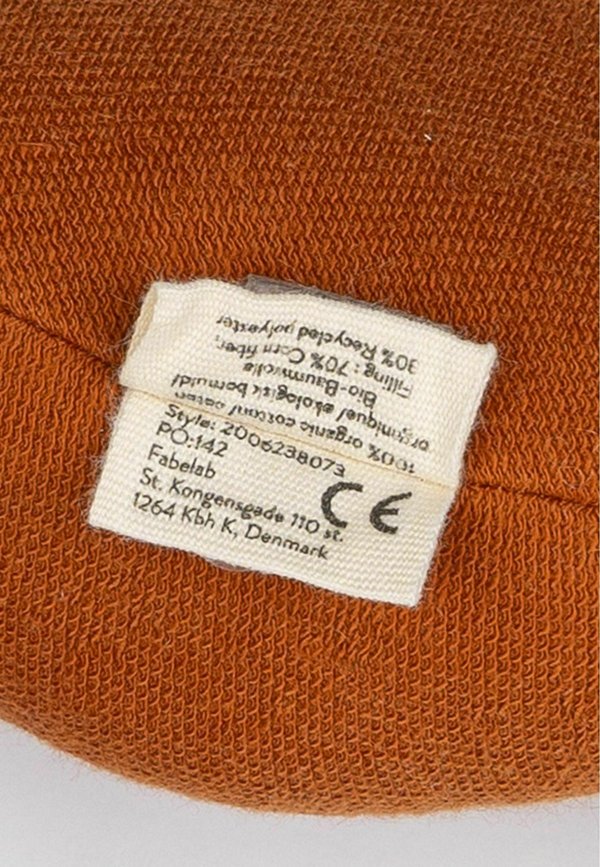 100% organic cotton/ coton
organique/ økologisk bomuld/
Bio-Baumwolle
Filling : 70% Corn fiber,
30% Recycled polyester
Style: 2006238073
PO:142
Fabelab
St. Kongensgade 110 st.
1264 Kbh K, Denmark
CE